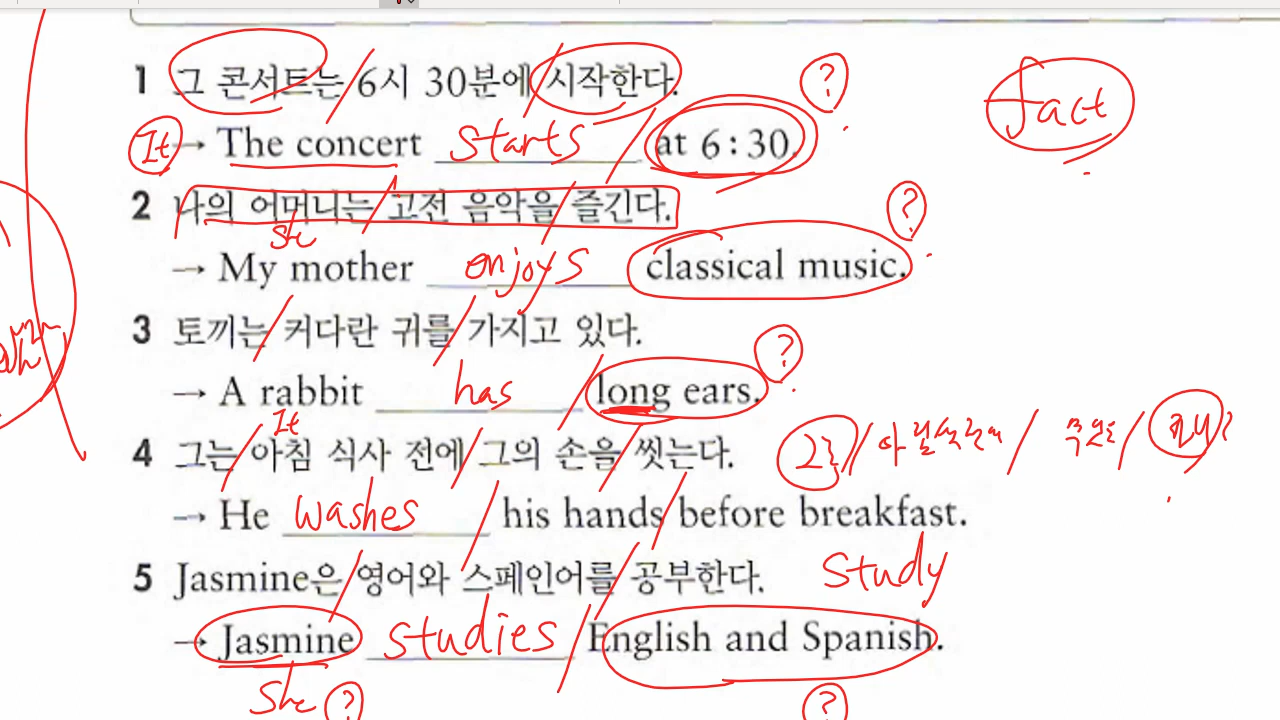 fact
1 그 콘서트는 6시 30분에 시작한다. ?
It → The concert starts at 6:30.
2 나의 어머니는 고전 음악을 즐긴다. ?
She
→ My mother enjoys classical music.
3 토끼는 커다란 귀를 가지고 있다. ?
→ A rabbit has long ears.
It
4 그는 아침 식사 전에 그의 손을 씻는다.
→ He washes his hands before breakfast.
5 Jasmine은 영어와 스페인어를 공부한다. study
→ Jasmine studies English and Spanish.
She ? ?